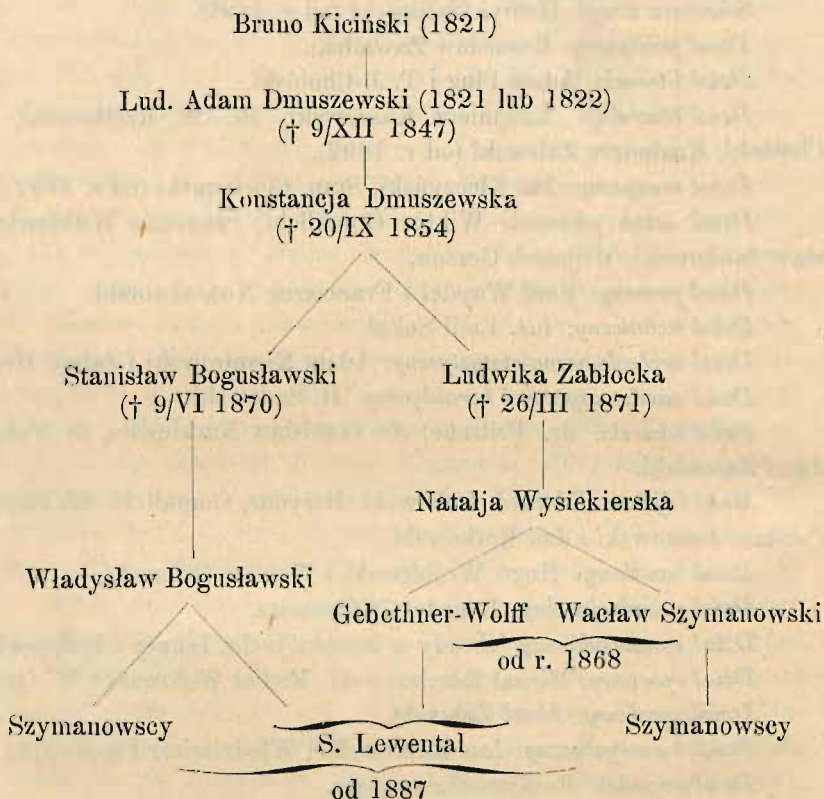 Bruno Kiciński (1821)
Lud. Adam Dmuszewski (1821 lub 1822)
(† 9/XII 1847)
Konstancja Dmuszewska
(† 20/IX 1854)
Stanisław Bogusławski
(† 9/VI 1870)
Ludwika Zabłocka
(† 26/III 1871)
Natalja Wysiekierska
Władysław Bogusławski
Gebethner-Wolff Wacław Szymanowski
od r. 1868
Szymanowscy
S. Lewental
Szymanowscy
od 1887